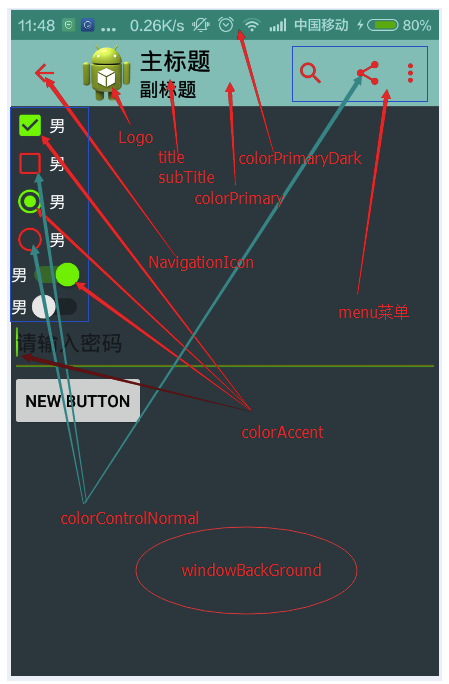 11:48 ... 0.26K/s 中国移动 80%
主标题
副标题
男
Logo
男
title
subTitle
colorPrimaryDark
colorPrimary
男
男
NavigationIcon
男
男
menu菜单
请输入密码
NEW BUTTON
colorAccent
colorControlNormal
windowBackGround